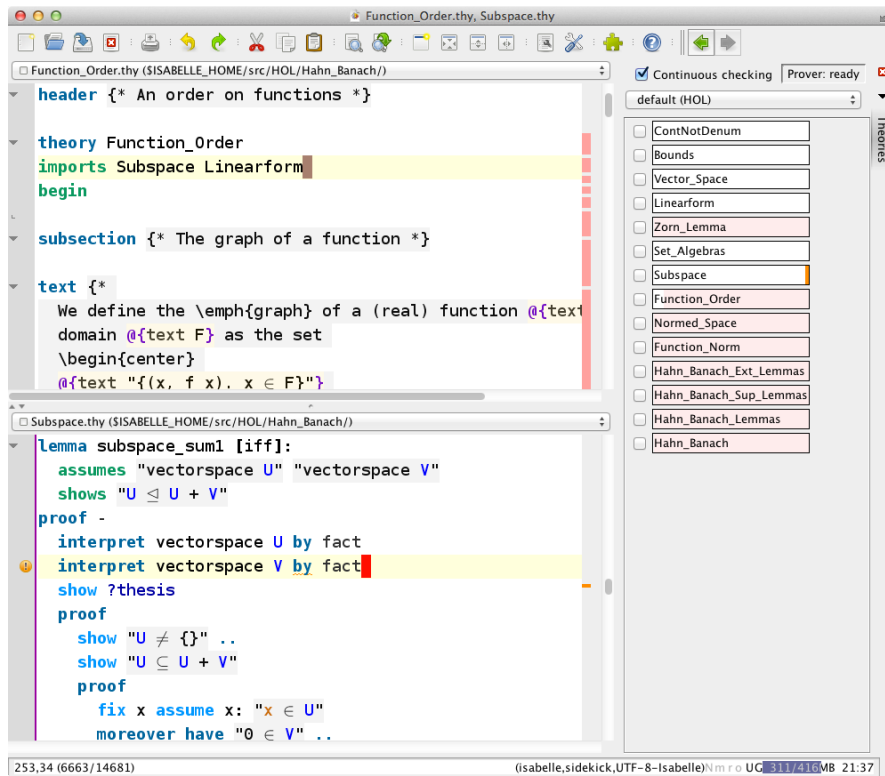 Function_Order.thy, Subspace.thy
Function_Order.thy ($ISABELLE_HOME/src/HOL/Hahn_Banach/)
header {* An order on functions *}
theory Function_Order
imports Subspace Linearform
begin
subsection {* The graph of a function *}
text {*
We define the \emph{graph} of a (real) function @{text
domain @{text F} as the set
\begin{center}
@{text "{(x, f x). x ∈ F}"}
Subspace.thy ($ISABELLE_HOME/src/HOL/Hahn_Banach/)
lemma subspace_sum1 [iff]:
assumes "vectorspace U" "vectorspace V"
shows "U ⊴ U + V"
proof -
interpret vectorspace U by fact
interpret vectorspace V by fact
show ?thesis
proof
show "U ≠ {}" ..
show "U ⊆ U + V"
proof
fix x assume x: "x ∈ U"
moreover have "0 ∈ V" ..
Continuous checking Prover: ready
default (HOL)
ContNotDenum
Bounds
Vector_Space
Linearform
Zorn_Lemma
Set_Algebras
Subspace
Function_Order
Normed_Space
Function_Norm
Hahn_Banach_Ext_Lemmas
Hahn_Banach_Sup_Lemmas
Hahn_Banach_Lemmas
Hahn_Banach
Theories
253,34 (6663/14681)
(isabelle,sidekick,UTF-8-Isabelle)N m r o UG 311/416MB 21:37